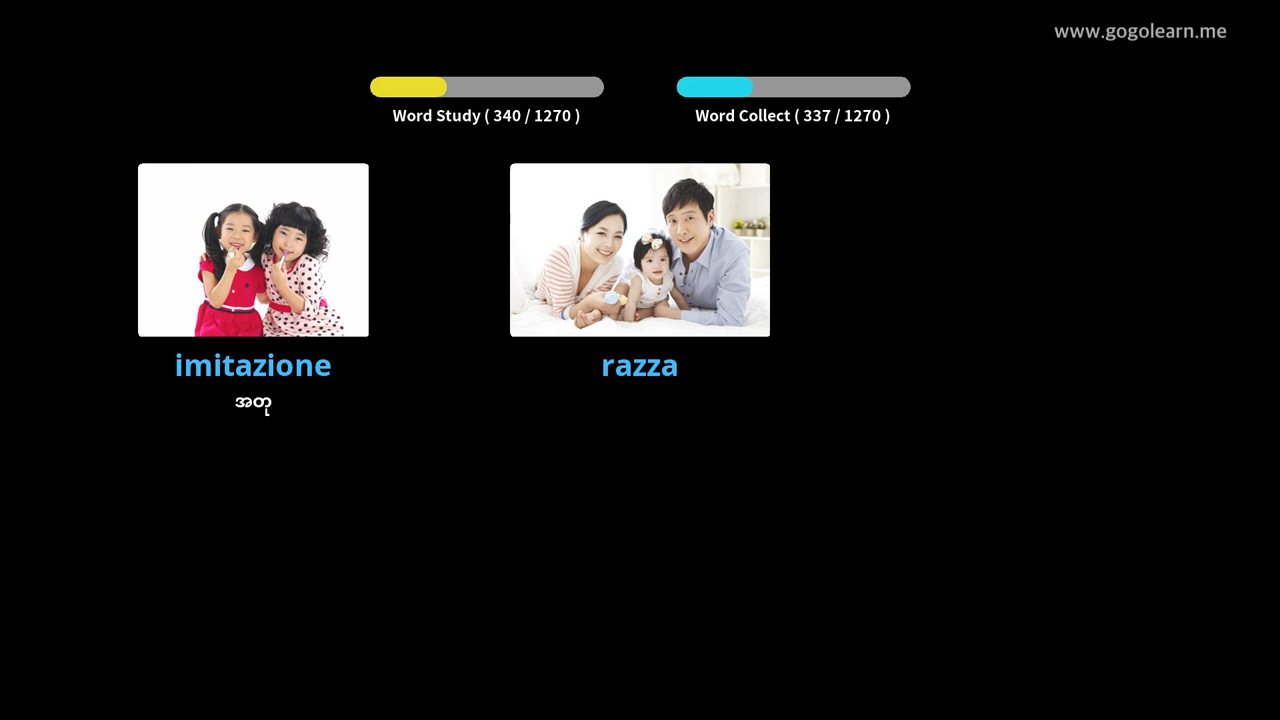 www.gogolearn.me
Word Study ( 340 / 1270 )
Word Collect ( 337 / 1270 )
imitazione
အတု
razza